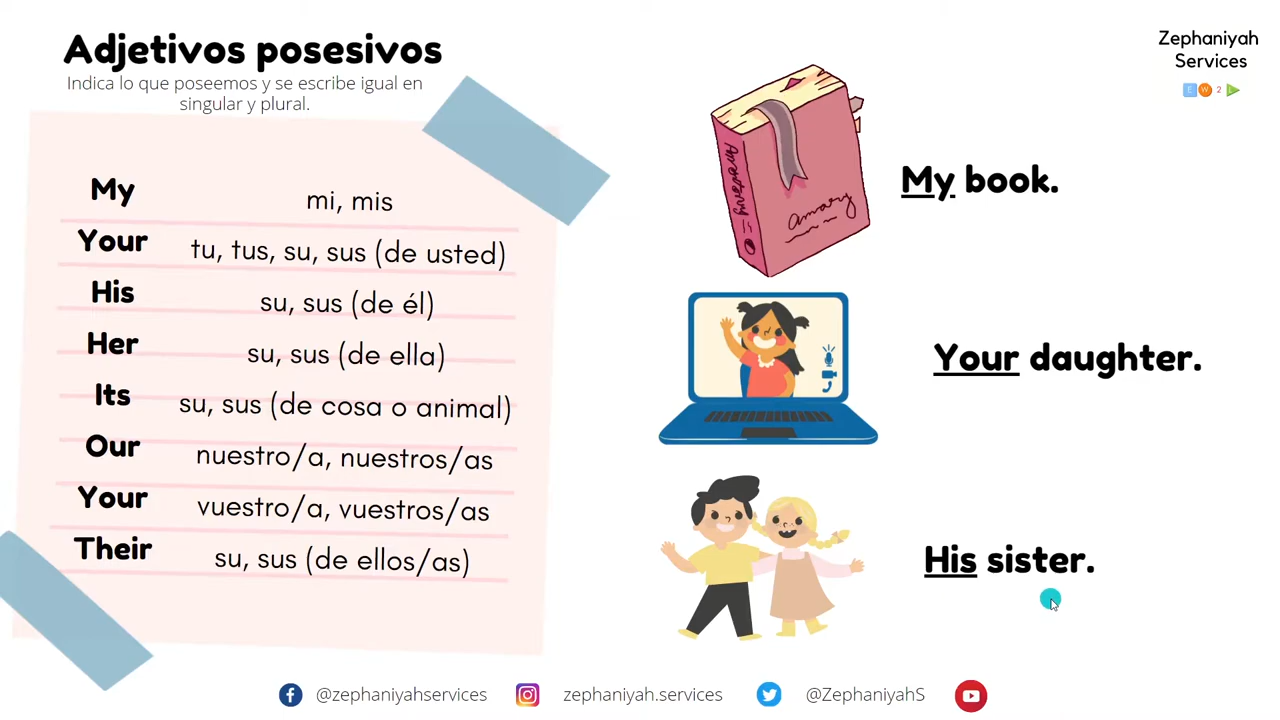 Adjetivos posesivos
Indica lo que poseemos y se escribe igual en
singular y plural.
Zephaniyah
Services
E W 2
My mi, mis
Your tu, tus, su, sus (de usted)
His su, sus (de él)
Her su, sus (de ella)
Its su, sus (de cosa o animal)
Our nuestro/a, nuestros/as
Your vuestro/a, vuestros/as
Their su, sus (de ellos/as)
amary
My book.
Your daughter.
His sister.
@zephaniyahservices
zephaniyah.services
@ZephaniyahS